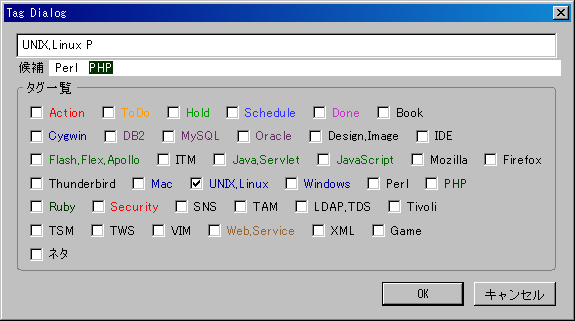 Tag Dialog
UNIX,Linux P
候補 Perl PHP
タグ一覧
Action ToDo Hold Schedule Done Book
Cygwin DB2 MySQL Oracle Design,Image IDE
Flash,Flex,Apollo ITM Java,Servlet JavaScript Mozilla Firefox
Thunderbird Mac UNIX,Linux Windows Perl PHP
Ruby Security SNS TAM LDAP,TDS Tivoli
TSM TWS VIM Web,Service XML Game
ネタ
OK キャンセル